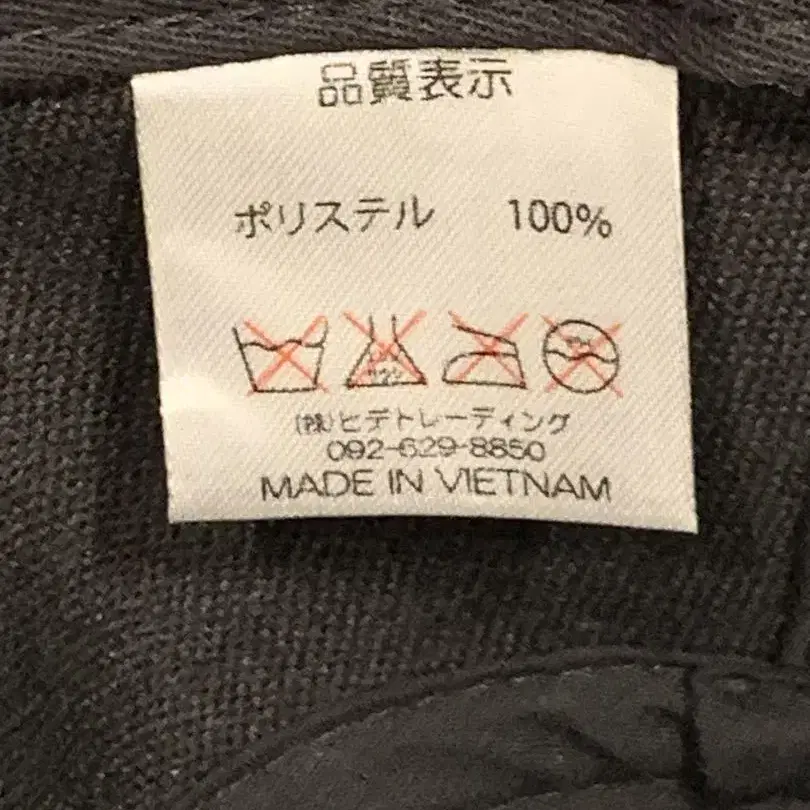 品質表示
ポリステル 100%
(株)ヒデトレーディング
092-629-8850
MADE IN VIETNAM